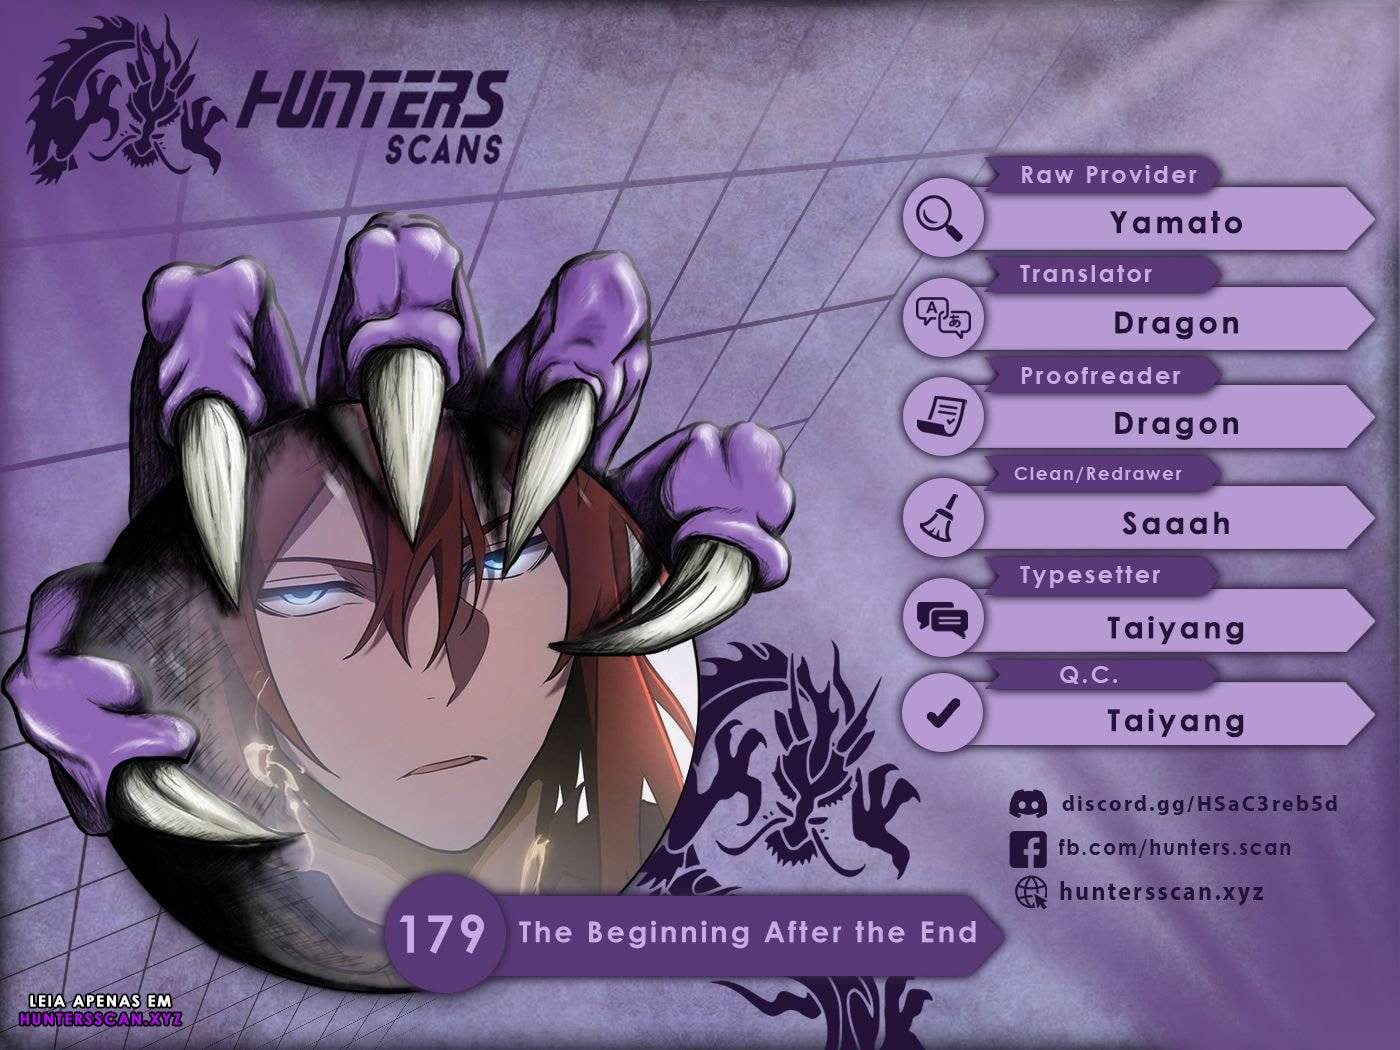 HUNTERS
SCANS
Raw Provider
Yamato
Translator
Dragon
Proofreader
Dragon
Clean/Redrawer
Saaah
Typesetter
Taiyang
Q.C.
Taiyang
discord.gg/HSaC3reb5d
fb.com/hunters.scan
huntersscan.xyz
179 The Beginning After the End
LEIA APENAS EM
HUNTERSSCAN.XYZ
A あ